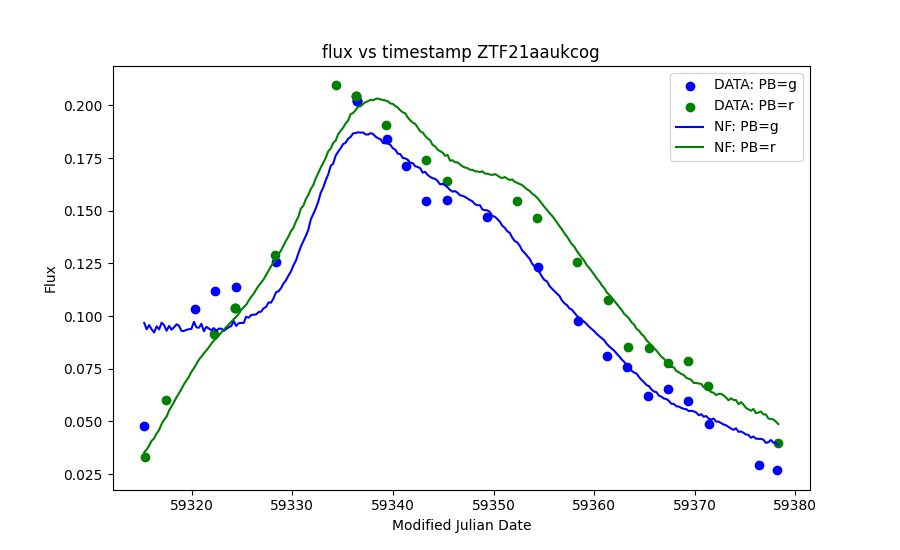 flux vs timestamp ZTF21aaukcog
DATA: PB=g
DATA: PB=r
NF: PB=g
NF: PB=r
0.200
0.175
0.150
0.125
0.100
0.075
0.050
0.025
Flux
59320 59330 59340 59350 59360 59370 59380
Modified Julian Date